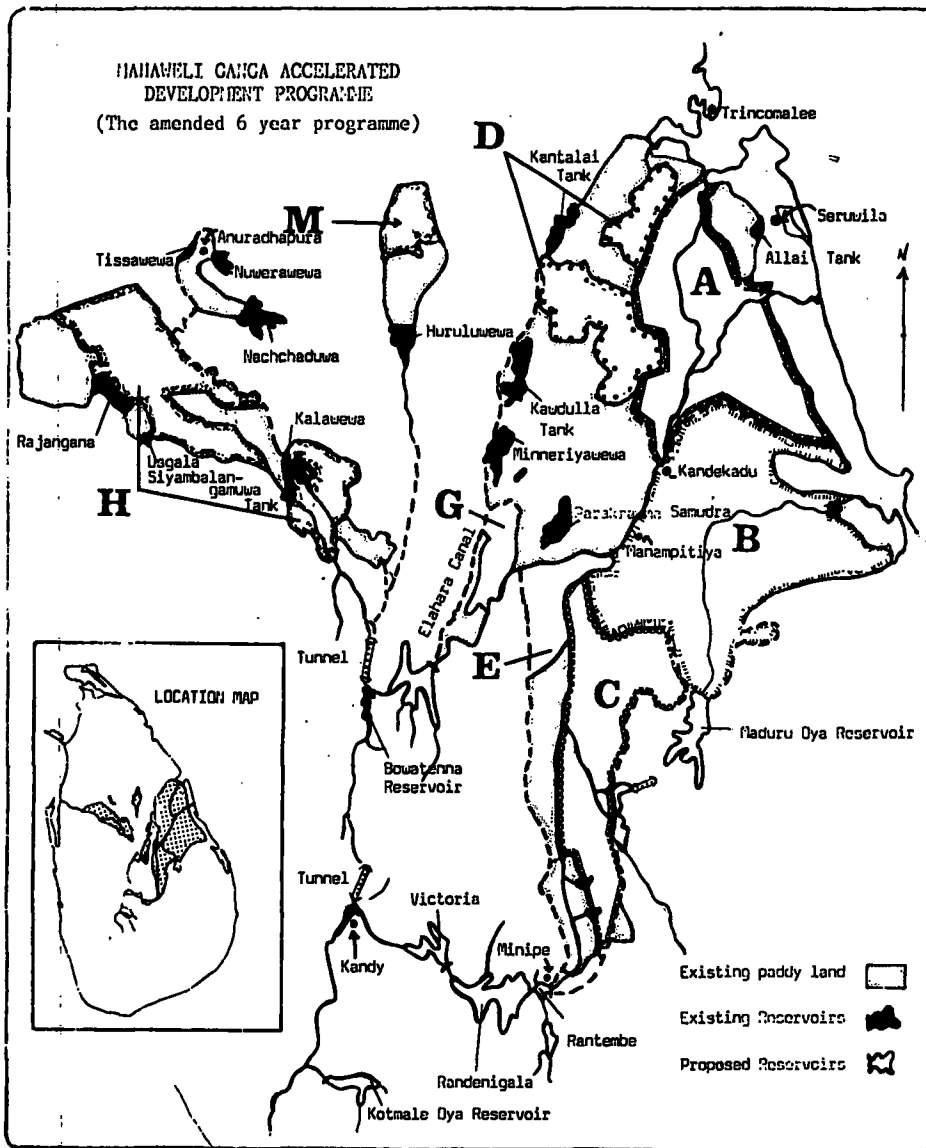 MAHAWELI GANGA ACCELERATED
DEVELOPMENT PROGRAMME
(The amended 6 year programme)
Trincomalee
D
Kantalai
Tank
M
Seruwila
Allai
Tank
N
Anuradhapura
Tissawewa
Nuwerawewa
A
Nachchaduwa
Huruluwewa
Kaudulla
Tank
Rajangana
Kalawewa
Minneriyawewa
Usgala
Siyambalan-
gamuwa
Tank
Kandekadu
H
G
Parakrama Samudra
B
Manampitiya
Elahara Canal
Tunnel
E
LOCATION MAP
C
Maduru Oya Reservoir
Bowatenna
Reservoir
Tunnel
Victoria
Kandy
Minipe
Existing paddy land
Existing Reservoirs
Rantembe
Proposed Reservoirs
Randenigala
Kotmale Oya Reservoir